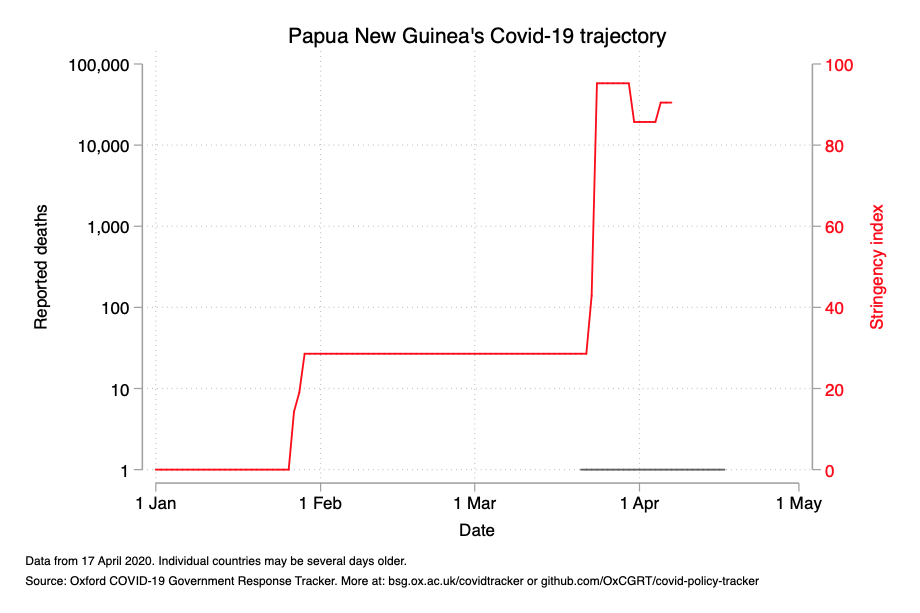 Papua New Guinea's Covid-19 trajectory
100,000
10,000
1,000
100
10
1
Reported deaths
100
80
60
40
20
0
Stringency index
1 Jan 1 Feb 1 Mar 1 Apr 1 May
Date
Data from 17 April 2020. Individual countries may be several days older.
Source: Oxford COVID-19 Government Response Tracker. More at: bsg.ox.ac.uk/covidtracker or github.com/OxCGRT/covid-policy-tracker